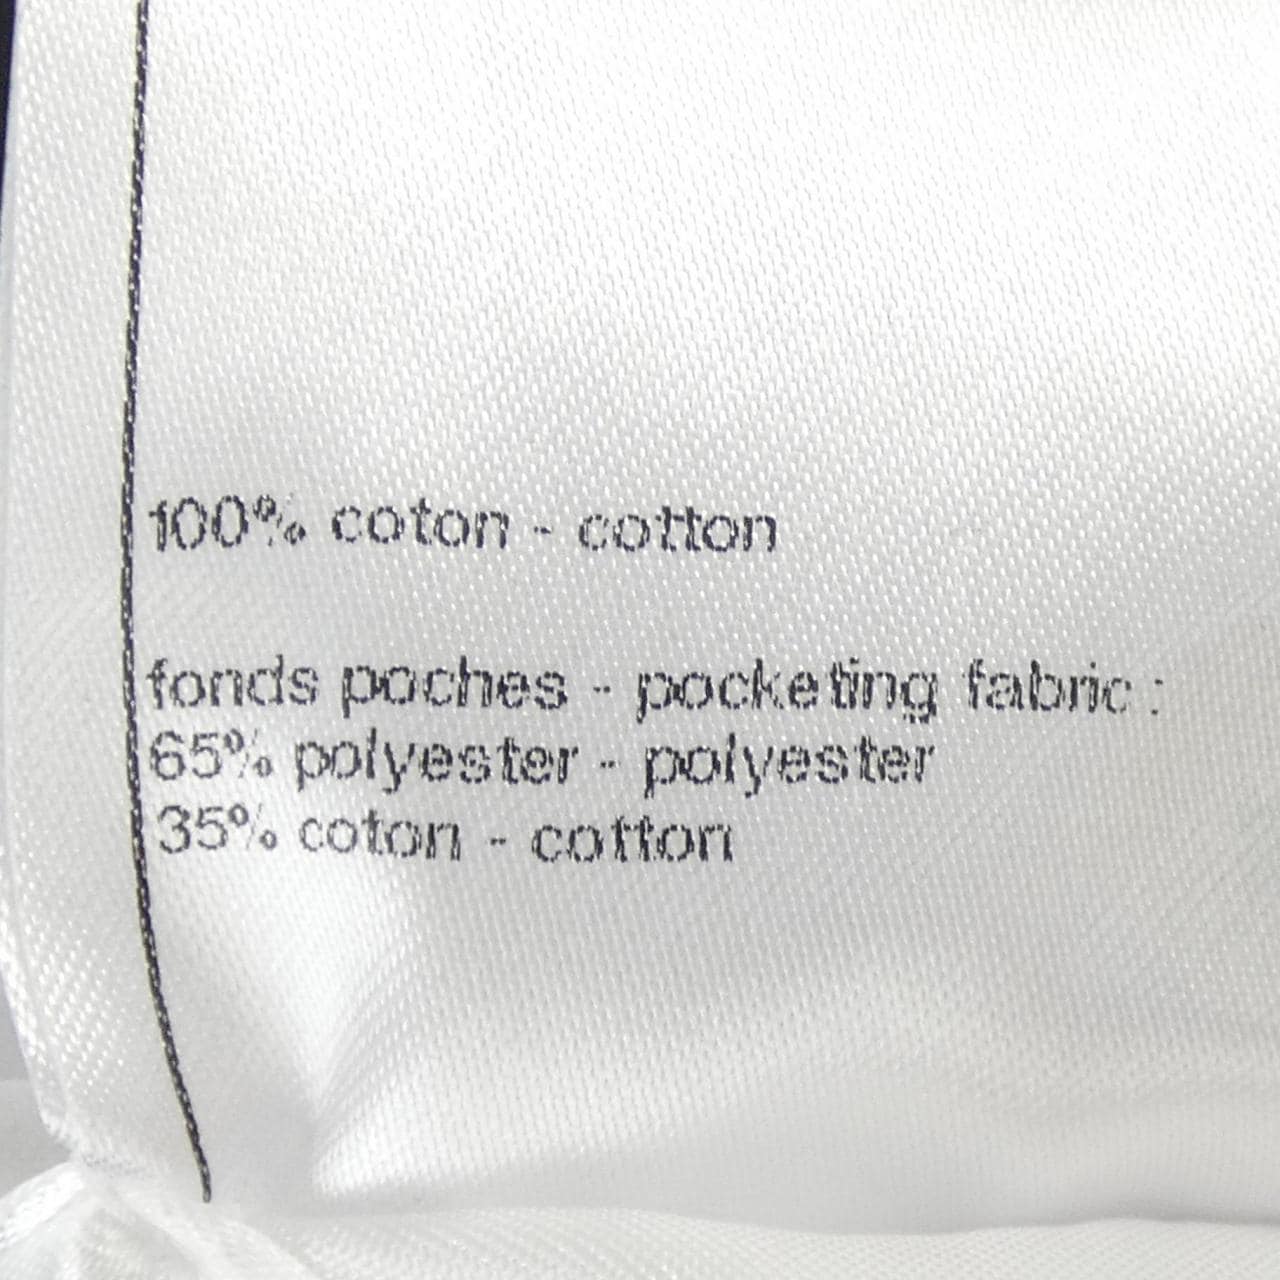 100% coton - cotton
fonds poches - pocketing fabric :
65% polyester - polyester
35% coton - cotton